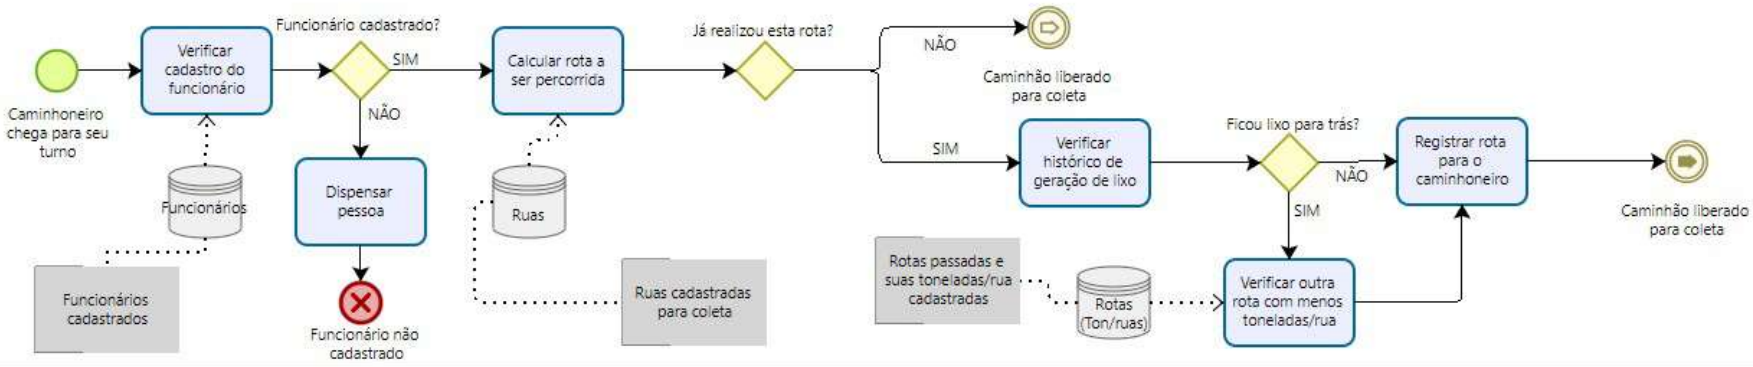 Caminhoneiro
chega para seu
turno
Verificar
cadastro do
funcionário
Funcionários
Funcionários
cadastrados
Funcionário cadastrado?
SIM
NÃO
Dispensar
pessoa
Funcionário não
cadastrado
Calcular rota a
ser percorrida
Ruas
Ruas cadastradas
para coleta
Já realizou esta rota?
NÃO
Caminhão liberado
para coleta
SIM
Verificar
histórico de
geração de lixo
Ficou lixo para trás?
NÃO
SIM
Rotas passadas e
suas toneladas/rua
cadastradas
Rotas
(Ton/ruas)
Verificar outra
rota com menos
toneladas/rua
Registrar rota
para o
caminhoneiro
Caminhão liberado
para coleta